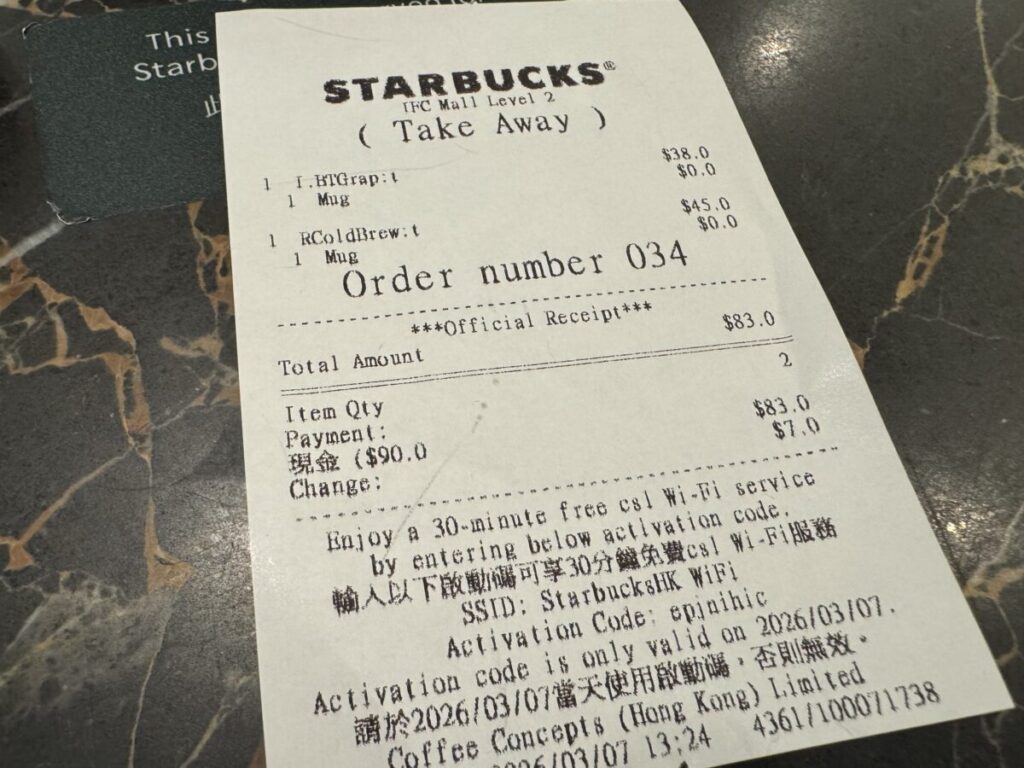 This
Starb
止
STARBUCKS®
IFC Mall Level 2
( Take Away )
1 I.BTGrap:t $38.0
1 Mug $0.0
1 RColdBrew:t $45.0
1 Mug $0.0
Order number 034
***Official Receipt***
Total Amount $83.0
Item Qty 2
Payment:
現金 ($90.0 $83.0
Change: $7.0
Enjoy a 30-minute free csl Wi-Fi service
by entering below activation code.
輸入以下啟動碼可享30分鐘免費csl Wi-Fi服務
SSID: StarbucksHK WiFi
Activation Code: epjnihic
Activation code is only valid on 2026/03/07.
請於2026/03/07當天使用啟動碼，否則無效。
Coffee Concepts (Hong Kong) Limited
2026/03/07 13:24 4361/100071738